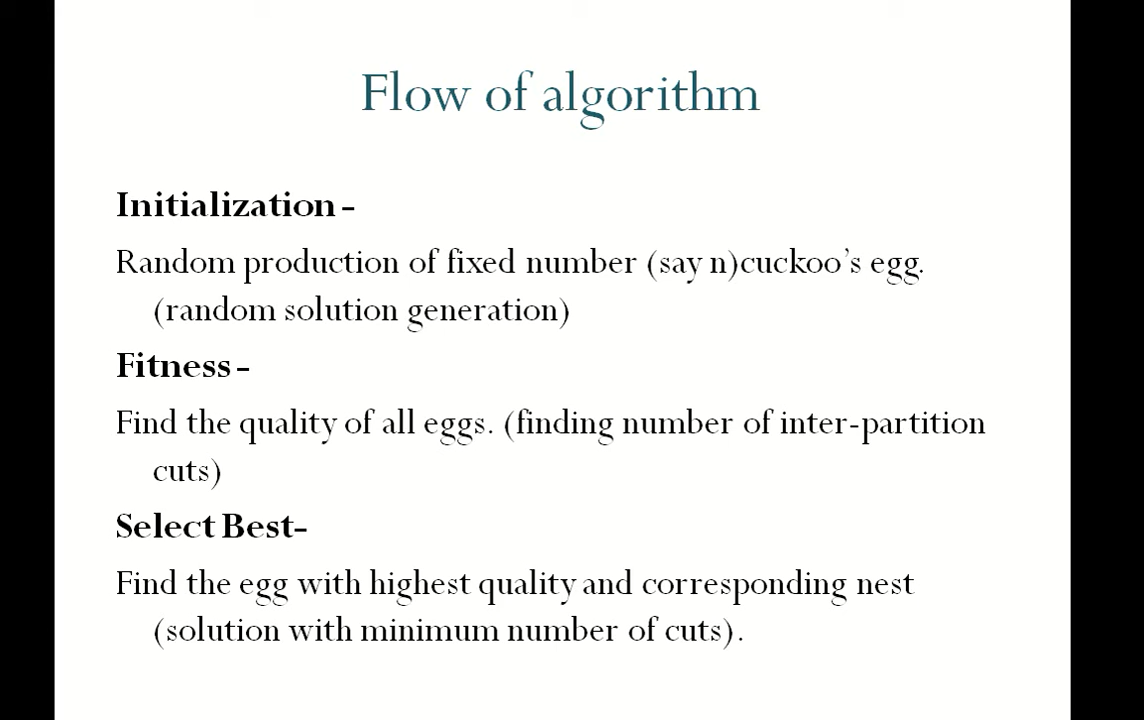 Flow of algorithm
Initialization -
Random production of fixed number (say n)cuckoo’s egg.
(random solution generation)
Fitness -
Find the quality of all eggs. (finding number of inter-partition
cuts)
Select Best-
Find the egg with highest quality and corresponding nest
(solution with minimum number of cuts).